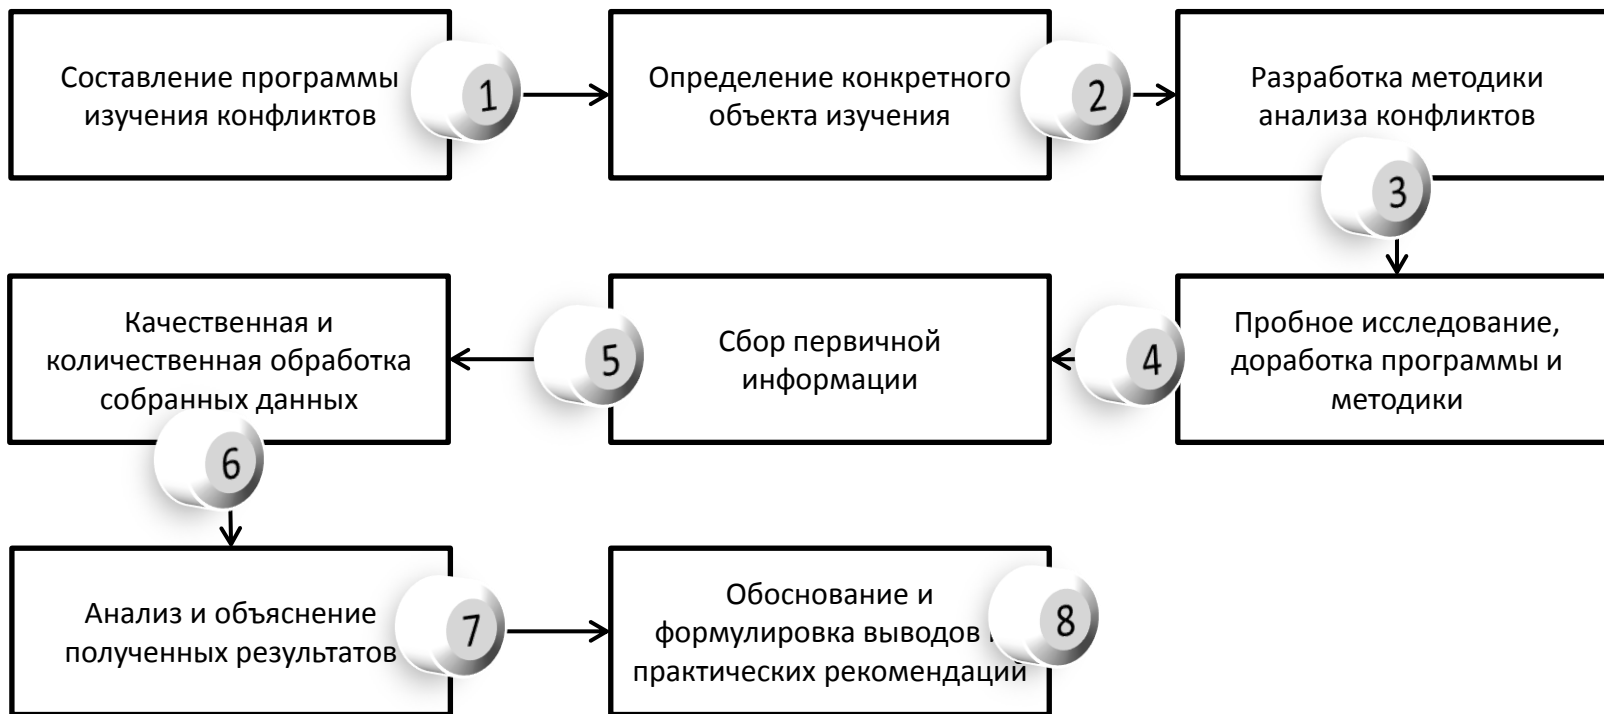 Составление программы
изучения конфликтов
1
Определение конкретного
объекта изучения
2
Разработка методики
анализа конфликтов
3
Пробное исследование,
доработка программы и
методики
4
Сбор первичной
информации
5
Качественная и
количественная обработка
собранных данных
6
Анализ и объяснение
полученных результатов
7
Обоснование и
формулировка выводов
практических рекомендаций
8